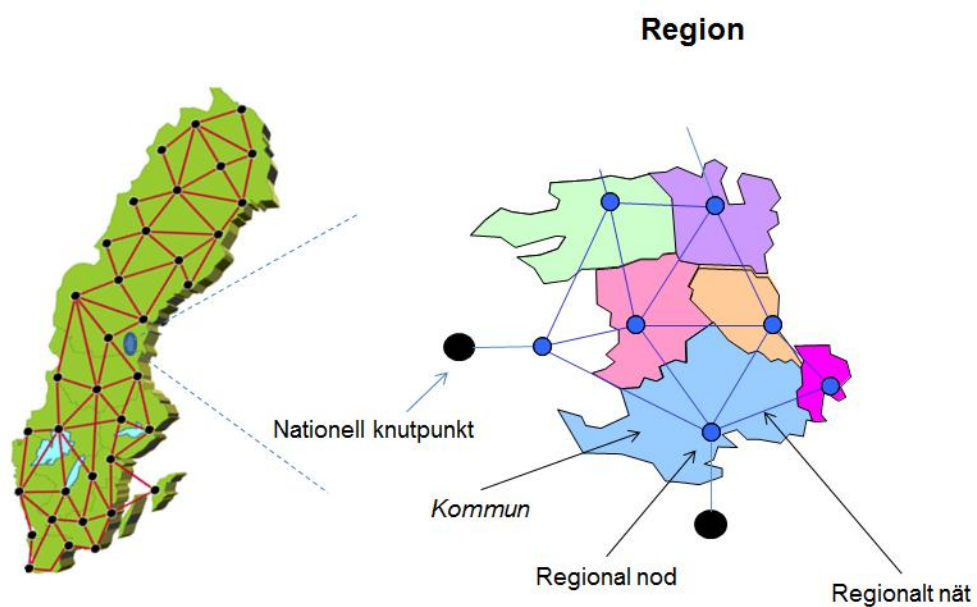 Region
Nationell knutpunkt
Kommun
Regional nod
Regionalt nät